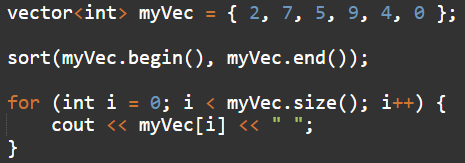 vector<int> myVec = { 2, 7, 5, 9, 4, 0 };
sort(myVec.begin(), myVec.end());
for (int i = 0; i < myVec.size(); i++) {
    cout << myVec[i] << " ";
}